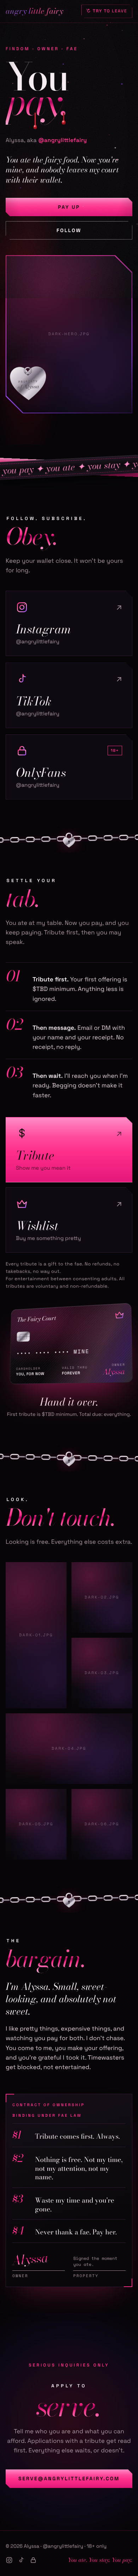 angry little fairy
TRY TO LEAVE
FINDOM · OWNER · FAE
You
pay.
Alyssa, aka @angrylittlefairy
You ate the fairy food. Now you're
mine, and nobody leaves my court
with their wallet.
PAY UP
FOLLOW
DARK-HERO.JPG
you pay ✦ you ate ✦ you stay ✦
FOLLOW. SUBSCRIBE.
Obey.
Keep your wallet close. It won't be yours
for long.
Instagram
@angrylittlefairy
TikTok
@angrylittlefairy
18+
OnlyFans
@angrylittlefairy
SETTLE YOUR
tab.
You ate at my table. Now you pay, and you
keep paying. Tribute first, then you may
speak.
01
Tribute first. Your first offering is
$TBD minimum. Anything less is
ignored.
02
Then message. Email or DM with
your name and your receipt. No
receipt, no reply.
03
Then wait. I'll reach you when I'm
ready. Begging doesn't make it
faster.
Tribute
Show me you mean it
Wishlist
Buy me something pretty
Every tribute is a gift to the fae. No refunds, no
takebacks, no way out.
For entertainment between consenting adults. All
tributes are voluntary and non-refundable.
The Fairy Court
•••• •••• •••• MINE
CARDHOLDER
YOU, FOR NOW
VALID THRU
FOREVER
Alyssa
Hand it over.
First tribute is $TBD minimum. Total due: everything.
LOOK,
Don't touch.
Looking is free. Everything else costs extra.
DARK-01.JPG
DARK-02.JPG
DARK-03.JPG
DARK-04.JPG
DARK-05.JPG
DARK-06.JPG
THE
bargain.
I'm Alyssa. Small, sweet
looking, and absolutely not
sweet.
I like pretty things, expensive things, and
watching you pay for both. I don't chase.
You come to me, you make your offering,
and you're grateful I took it. Timewasters
get blocked, not entertained.
CONTRACT OF OWNERSHIP
BINDING UNDER FAE LAW
#1
Tribute comes first. Always.
#2
Nothing is free. Not my time,
not my attention, not my
name.
#3
Waste my time and you're
gone.
#4
Never thank a fae. Pay her.
Alyssa
OWNER
Signed the moment
you ate.
PROPERTY
SERIOUS INQUIRIES ONLY
APPLY TO
serve.
Tell me who you are and what you can
afford. Applications with a tribute get read
first. Everything else waits, or doesn't.
SERVE@ANGRYLITTLEFAIRY.COM
© 2026 Alyssa · @angrylittlefairy · 18+ only
You ate. You stay. You pay.